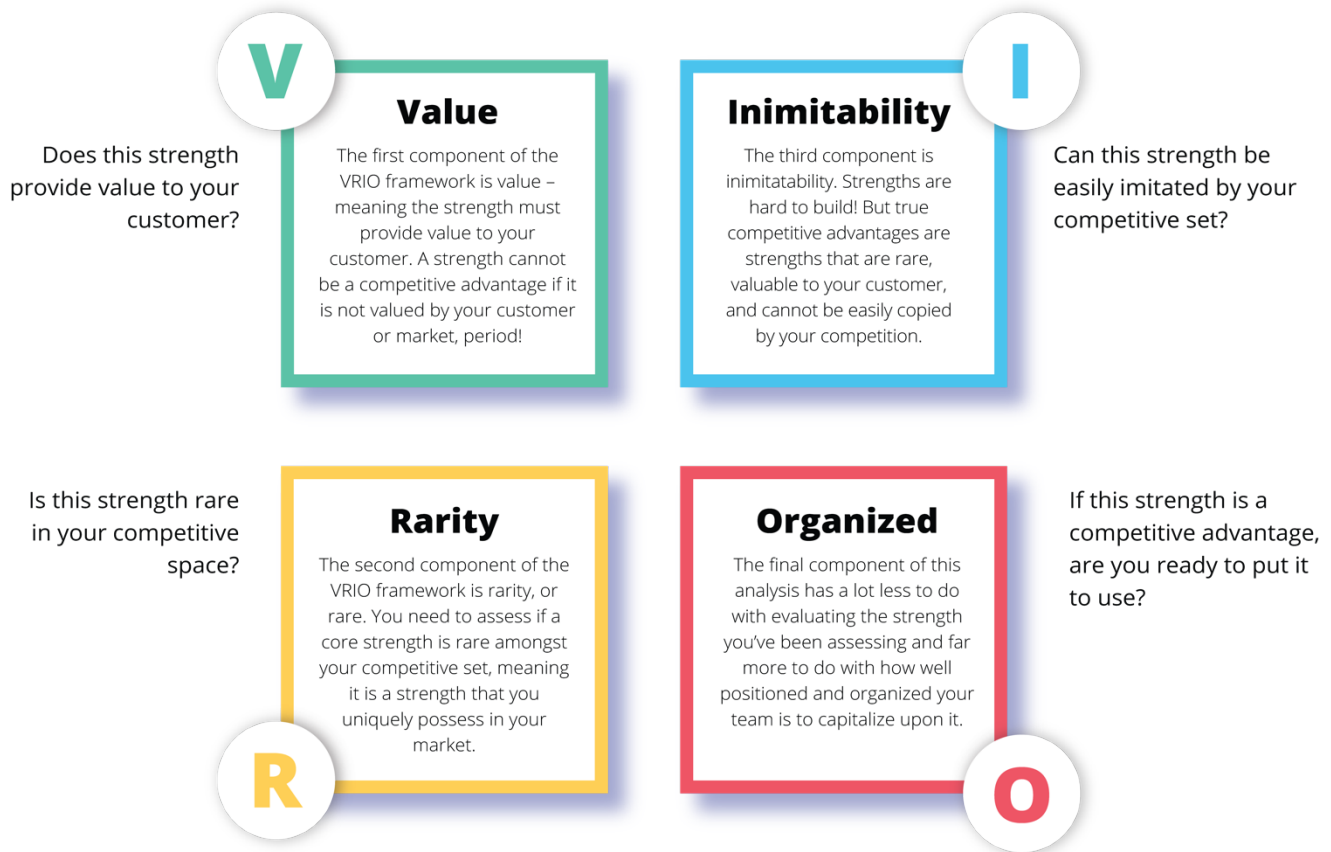 V
Value
Does this strength
provide value to your
customer?
The first component of the
VRIO framework is value –
meaning the strength must
provide value to your
customer. A strength cannot
be a competitive advantage if it
is not valued by your customer
or market, period!
I
Inimitability
The third component is
inimitatability. Strengths are
hard to build! But true
competitive advantages are
strengths that are rare,
valuable to your customer,
and cannot be easily copied
by your competition.
Can this strength be
easily imitated by your
competitive set?
Is this strength rare
in your competitive
space?
Rarity
The second component of the
VRIO framework is rarity, or
rare. You need to assess if a
core strength is rare amongst
your competitive set, meaning
it is a strength that you
uniquely possess in your
market.
R
Organized
The final component of this
analysis has a lot less to do
with evaluating the strength
you’ve been assessing and far
more to do with how well
positioned and organized your
team is to capitalize upon it.
If this strength is a
competitive advantage,
are you ready to put it
to use?
O